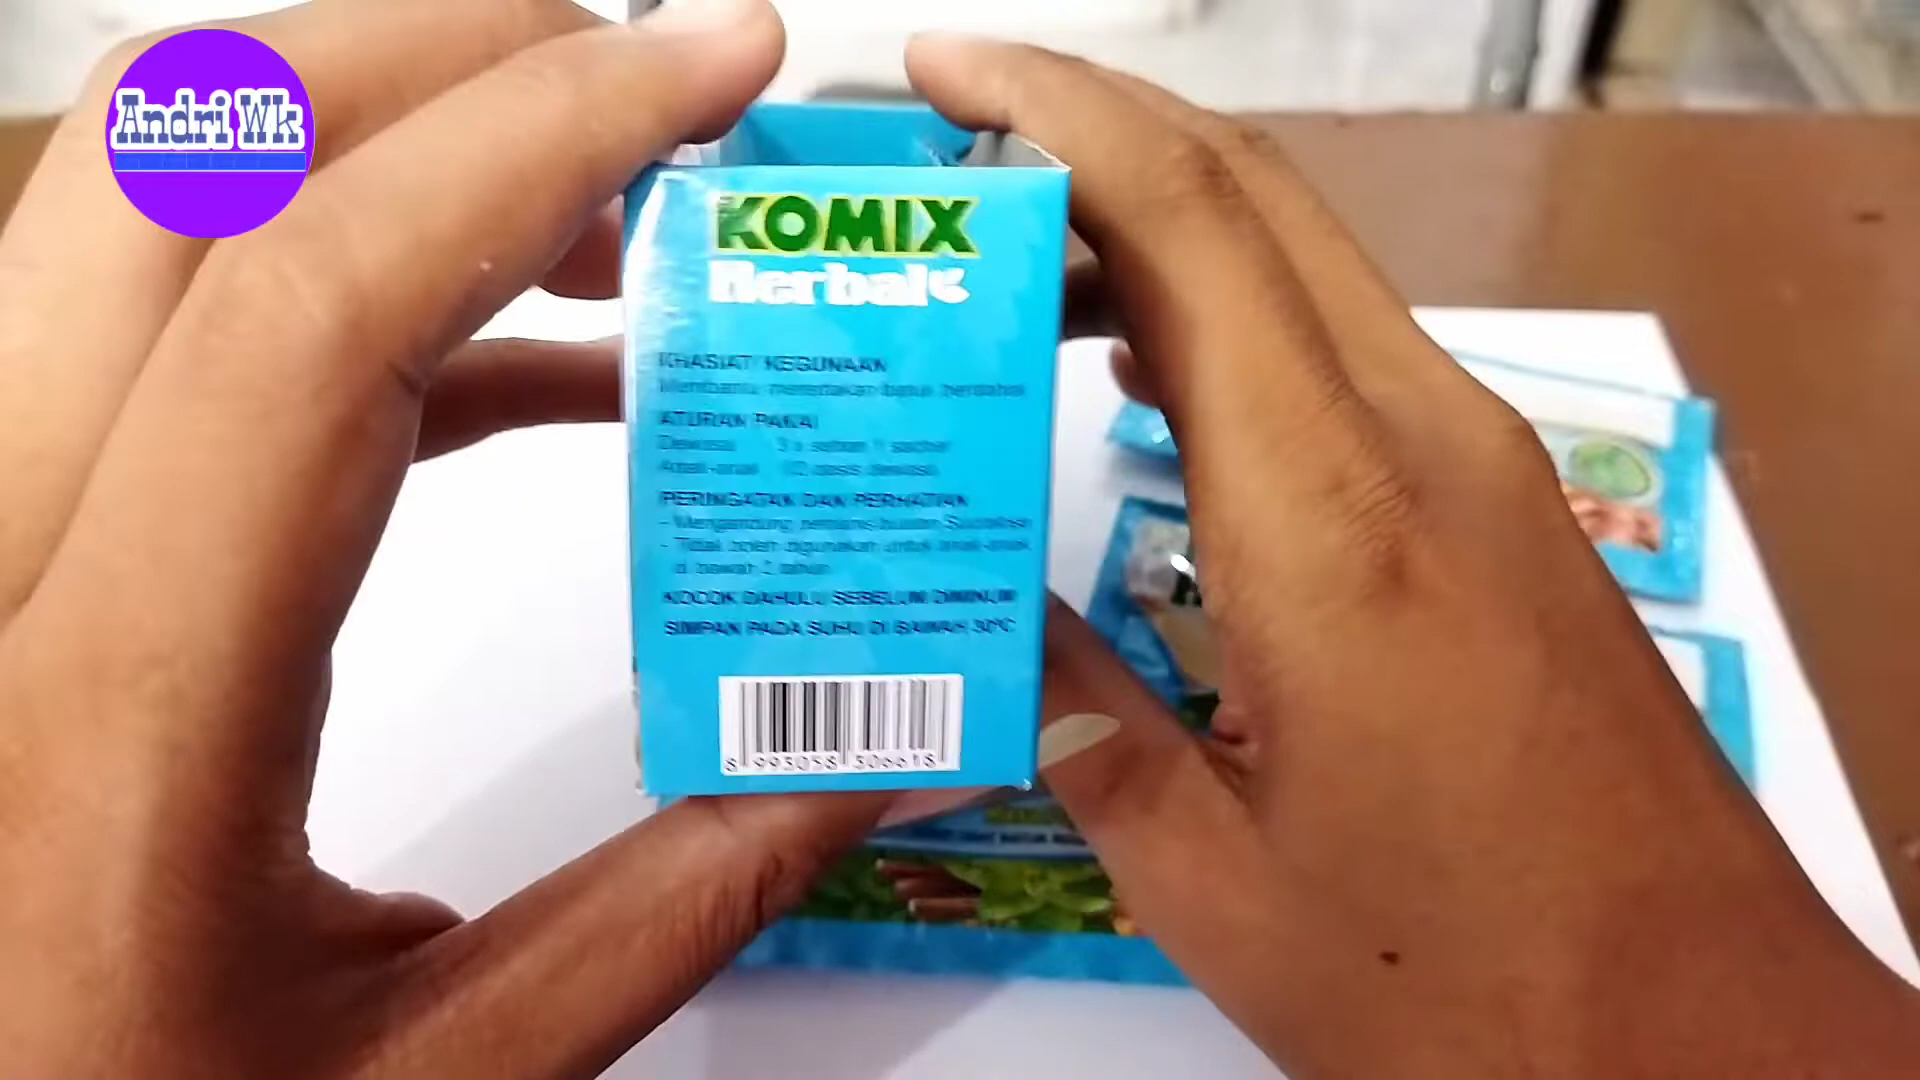 Andri Wk
KOMIX
Herbal
KHASIAT/ KEGUNAAN
Membantu meredakan batuk berdahak
ATURAN PAKAI
Dewasa 3 x sehari 1 sachet
Anak-anak 1/2 dosis dewasa
PERINGATAN DAN PERHATIAN
- Mengandung pemanis buatan Sukralosa
- Tidak boleh digunakan untuk anak-anak
di bawah 2 tahun
KOCOK DAHULU SEBELUM DIMINUM
SIMPAN PADA SUHU DI BAWAH 30°C
8 993058 306618